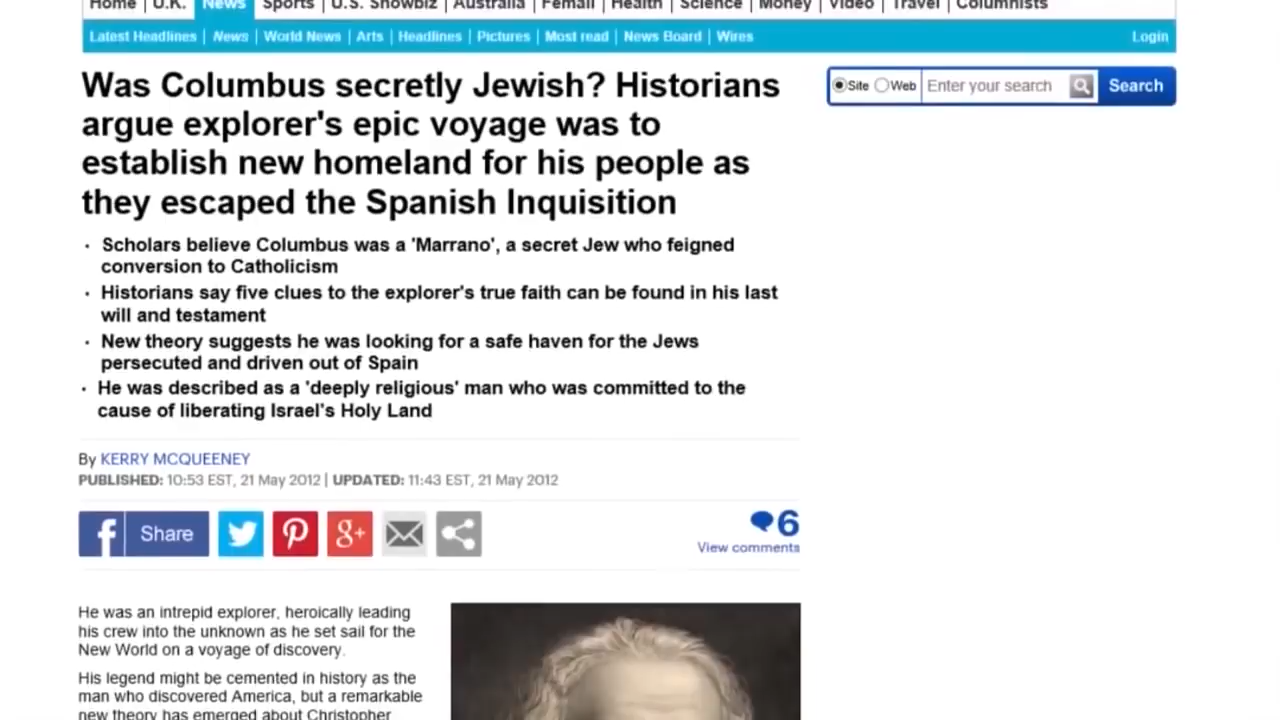 Home U.K. News Sports U.S. Showbiz Australia Femail Health Science Money Video Travel Columnists
Latest Headlines News World News Arts Headlines Pictures Most read News Board Wires Login
Was Columbus secretly Jewish? Historians
argue explorer's epic voyage was to
establish new homeland for his people as
they escaped the Spanish Inquisition
Site Web Enter your search Search
· Scholars believe Columbus was a 'Marrano', a secret Jew who feigned
conversion to Catholicism
· Historians say five clues to the explorer's true faith can be found in his last
will and testament
· New theory suggests he was looking for a safe haven for the Jews
persecuted and driven out of Spain
· He was described as a 'deeply religious' man who was committed to the
cause of liberating Israel's Holy Land
By KERRY MCQUEENEY
PUBLISHED: 10:53 EST, 21 May 2012 | UPDATED: 11:43 EST, 21 May 2012
f Share g+ 6
View comments
He was an intrepid explorer, heroically leading
his crew into the unknown as he set sail for the
New World on a voyage of discovery.
His legend might be cemented in history as the
man who discovered America, but a remarkable
new theory has emerged about Christopher